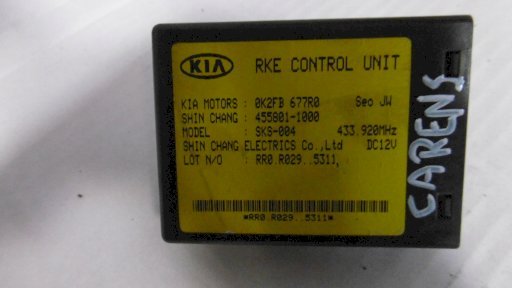 KIA RKE CONTROL UNIT
KIA MOTORS : 0K2FB 677R0 Seo JW
SHIN CHANG : 455801-1000
MODEL : SKS-004 433.920MHz
SHIN CHANG ELECTRICS Co.,Ltd DC12V
LOT N/O : RR0.R029..5311,
*RR0.R029..5311*
CARENS